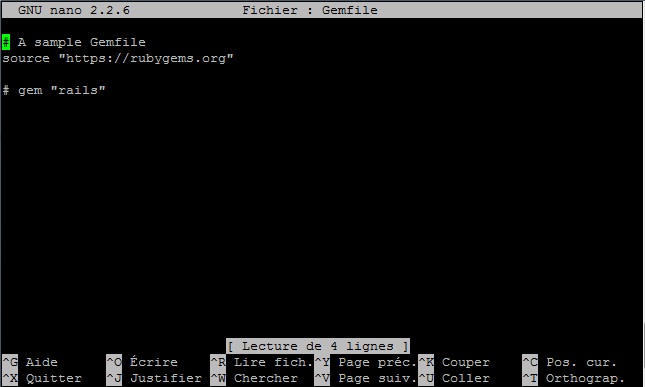 GNU nano 2.2.6 Fichier : Gemfile
# A sample Gemfile
source "https://rubygems.org"
# gem "rails"
[ Lecture de 4 lignes ]
^G Aide ^O Écrire ^R Lire fich. ^Y Page préc. ^K Couper ^C Pos. cur.
^X Quitter ^J Justifier ^W Chercher ^V Page suiv. ^U Coller ^T Orthograp.